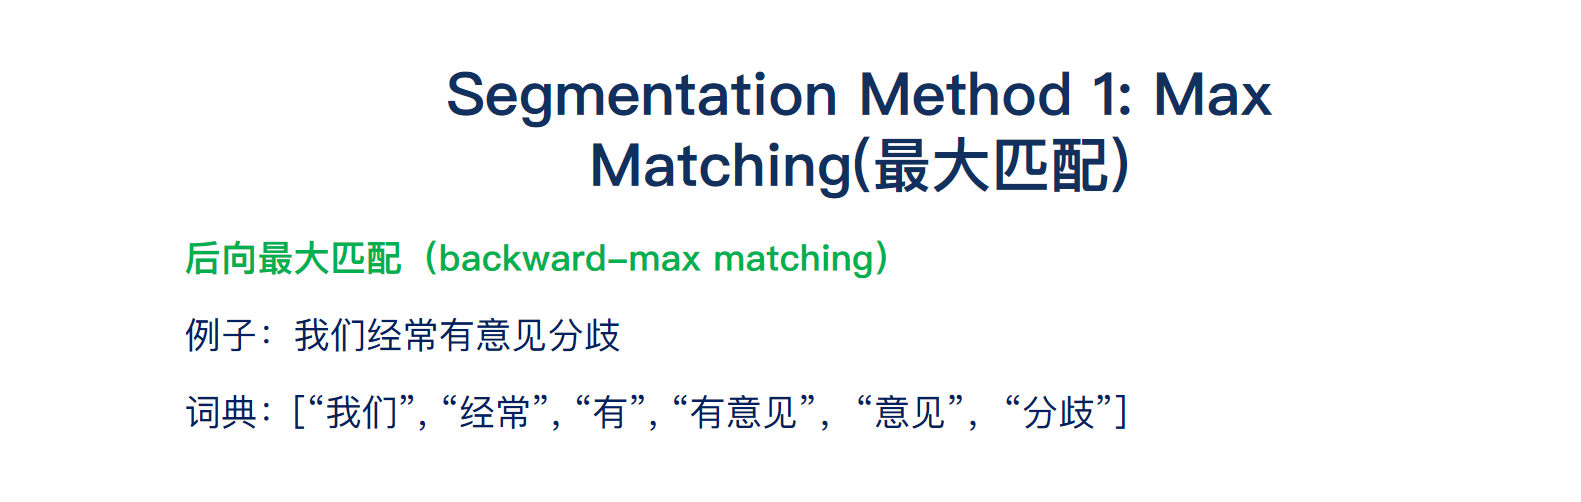 Segmentation Method 1: Max
Matching(最大匹配)
后向最大匹配（backward-max matching）
例子：我们经常有意见分歧
词典：[“我们”, “经常”, “有”, “有意见”， “意见”， “分歧”]